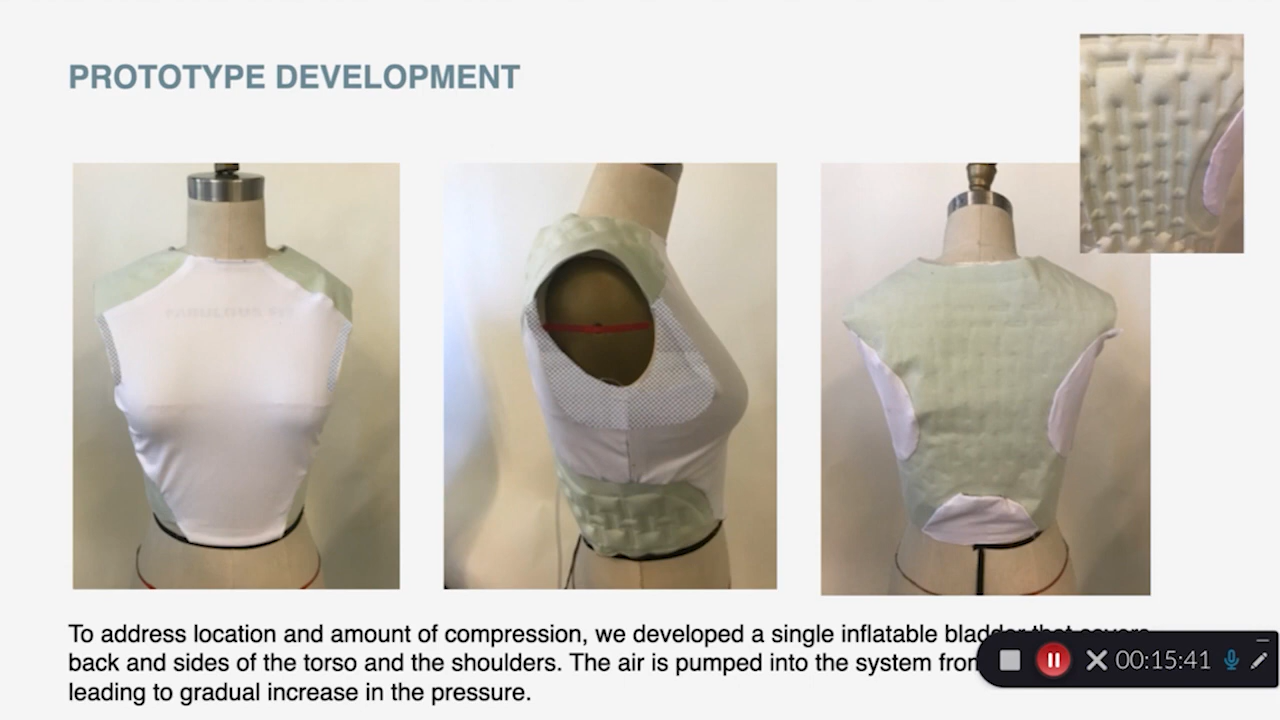 PROTOTYPE DEVELOPMENT
To address location and amount of compression, we developed a single inflatable bladder that covers
back and sides of the torso and the shoulders. The air is pumped into the system from
leading to gradual increase in the pressure.
00:15:41